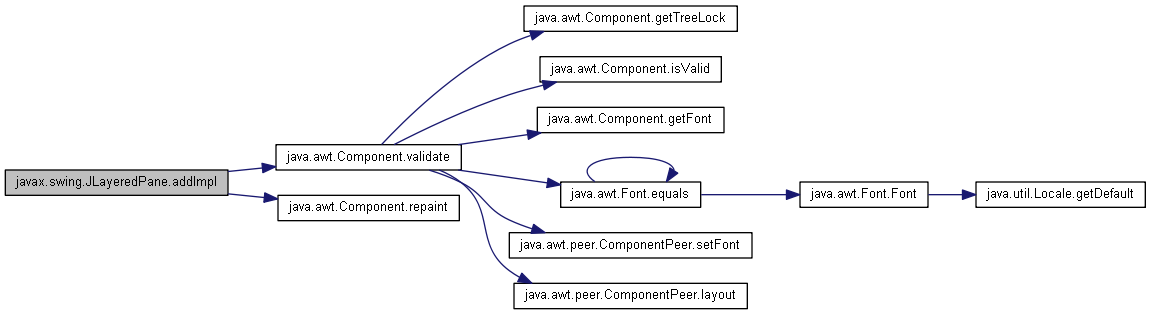 java.awt.Component.getTreeLock
java.awt.Component.isValid
java.awt.Component.getFont
java.awt.Component.validate
javax.swing.JLayeredPane.addImpl
java.awt.Font.equals
java.awt.Font.Font
java.util.Locale.getDefault
java.awt.Component.repaint
java.awt.peer.ComponentPeer.setFont
java.awt.peer.ComponentPeer.layout